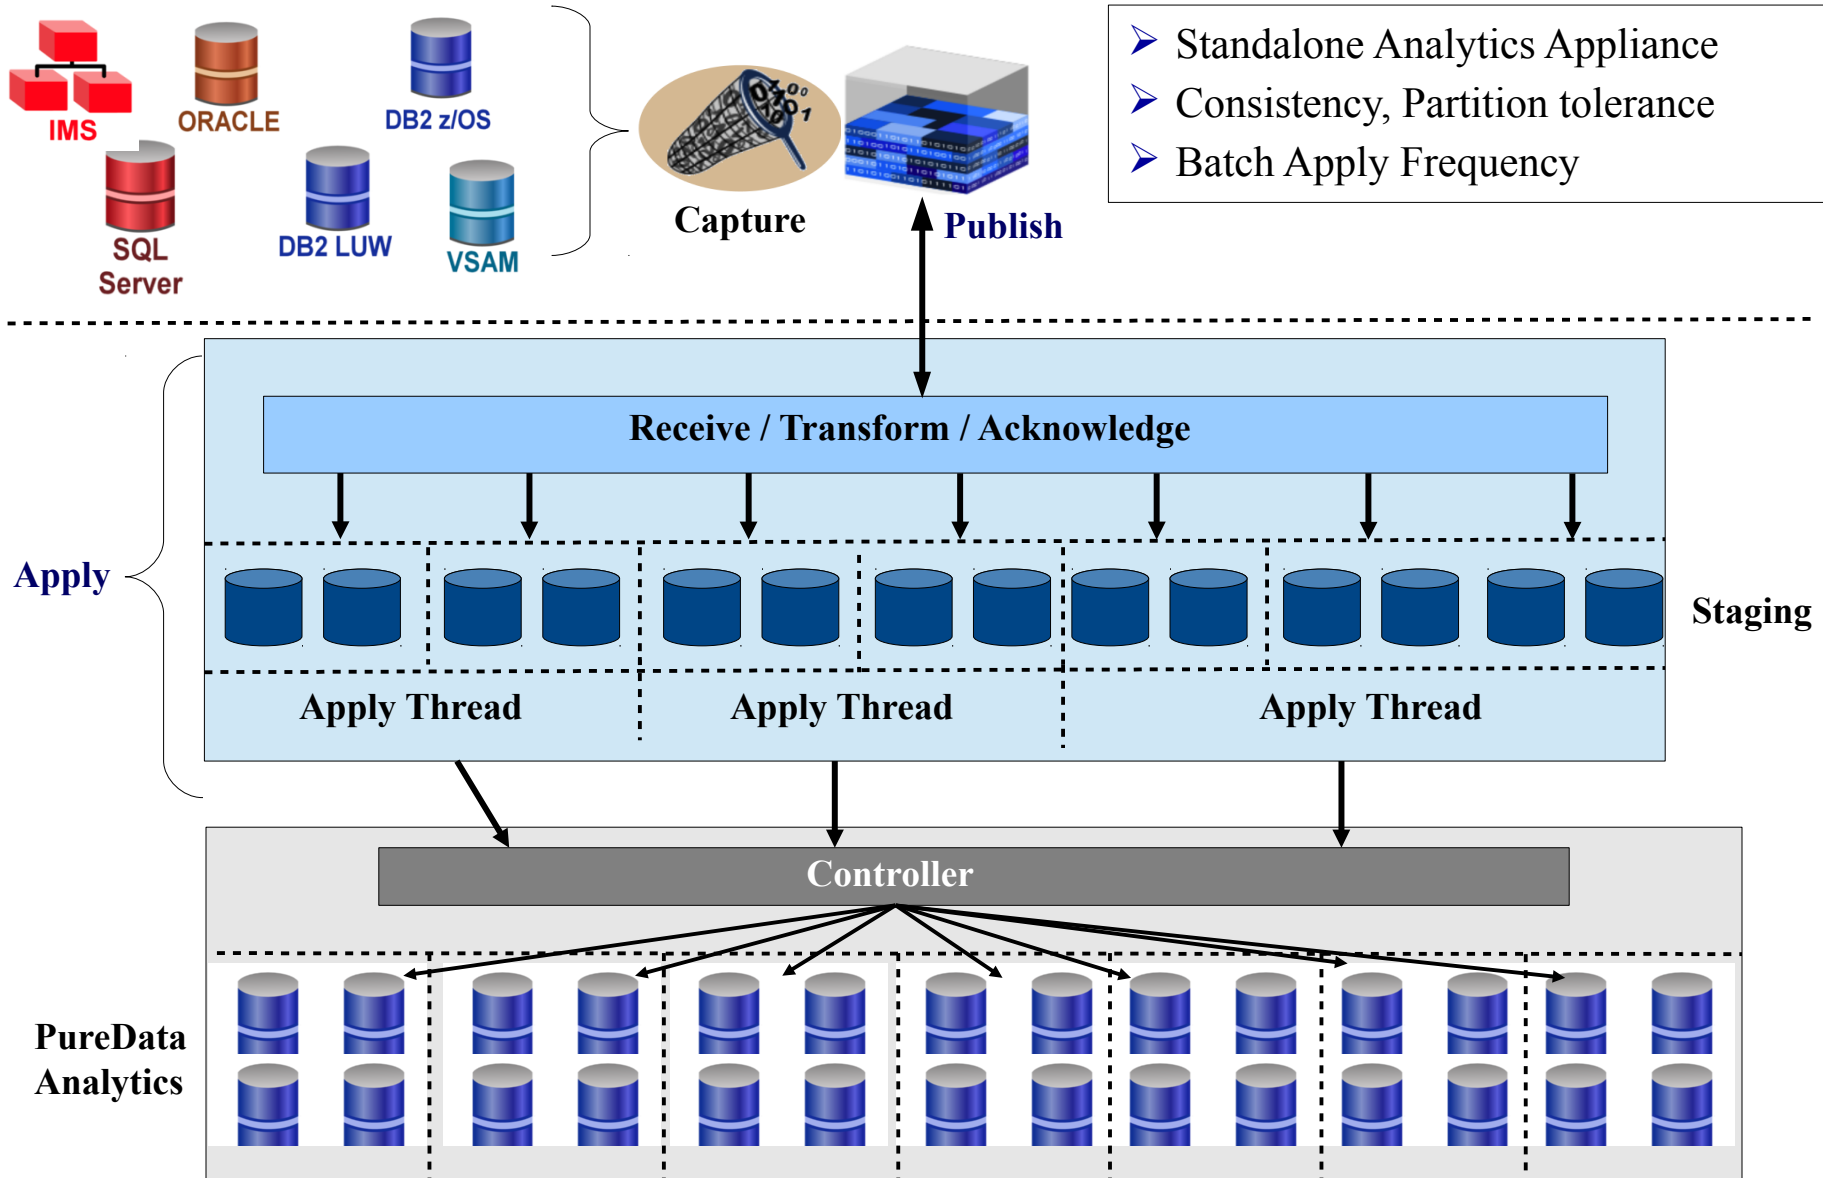 IMS
ORACLE
DB2 z/OS
SQL
Server
DB2 LUW
VSAM
Capture
Publish
Standalone Analytics Appliance
Consistency, Partition tolerance
Batch Apply Frequency
Receive / Transform / Acknowledge
Apply
Staging
Apply Thread
Apply Thread
Apply Thread
Controller
PureData
Analytics